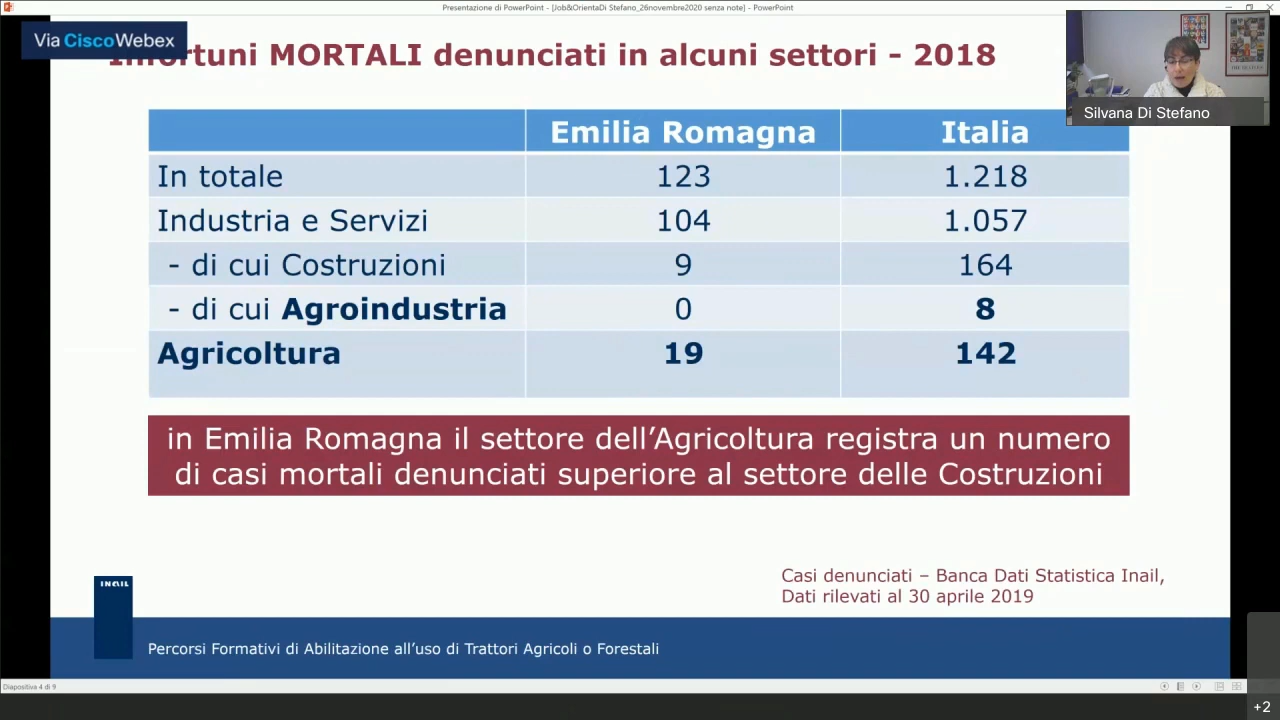 Presentazione di PowerPoint - [Job&OrientaDi Stefano_26novembre2020 senza note] - PowerPoint
Via Cisco Webex
Infortuni MORTALI denunciati in alcuni settori - 2018
Silvana Di Stefano
Emilia Romagna Italia
In totale 123 1.218
Industria e Servizi 104 1.057
- di cui Costruzioni 9 164
- di cui Agroindustria 0 8
Agricoltura 19 142
in Emilia Romagna il settore dell'Agricoltura registra un numero
di casi mortali denunciati superiore al settore delle Costruzioni
Casi denunciati – Banca Dati Statistica Inail,
Dati rilevati al 30 aprile 2019
INAIL
Percorsi Formativi di Abilitazione all'uso di Trattori Agricoli o Forestali
Diapositiva 4 di 9
+2